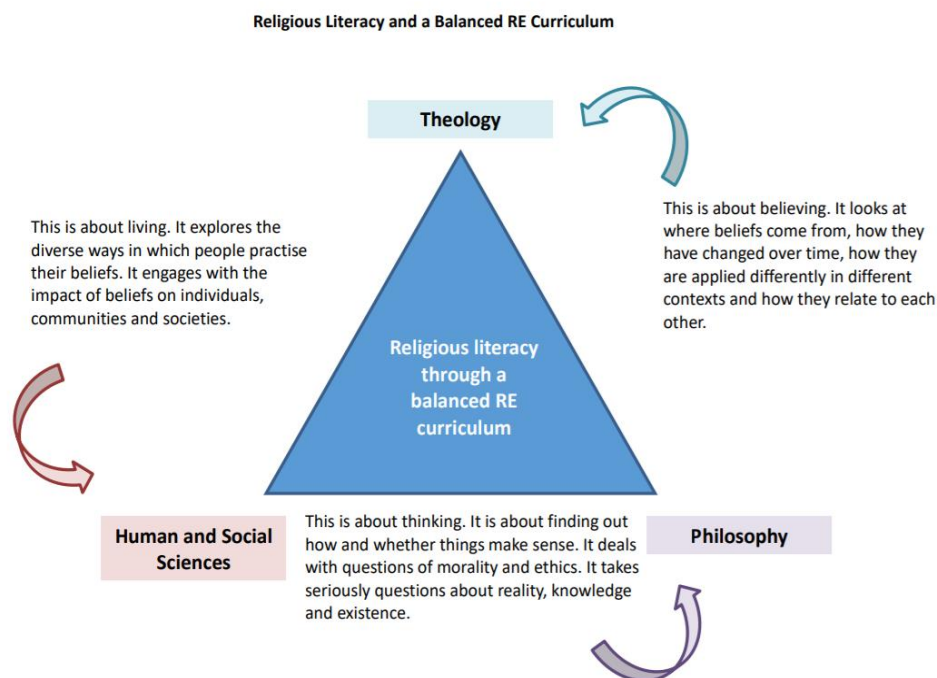 Religious Literacy and a Balanced RE Curriculum
Theology
This is about living. It explores the
diverse ways in which people practise
their beliefs. It engages with the
impact of beliefs on individuals,
communities and societies.
This is about believing. It looks at
where beliefs come from, how they
have changed over time, how they
are applied differently in different
contexts and how they relate to each
other.
Religious literacy
through a
balanced RE
curriculum
Human and Social
Sciences
This is about thinking. It is about finding out
how and whether things make sense. It deals
with questions of morality and ethics. It takes
seriously questions about reality, knowledge
and existence.
Philosophy